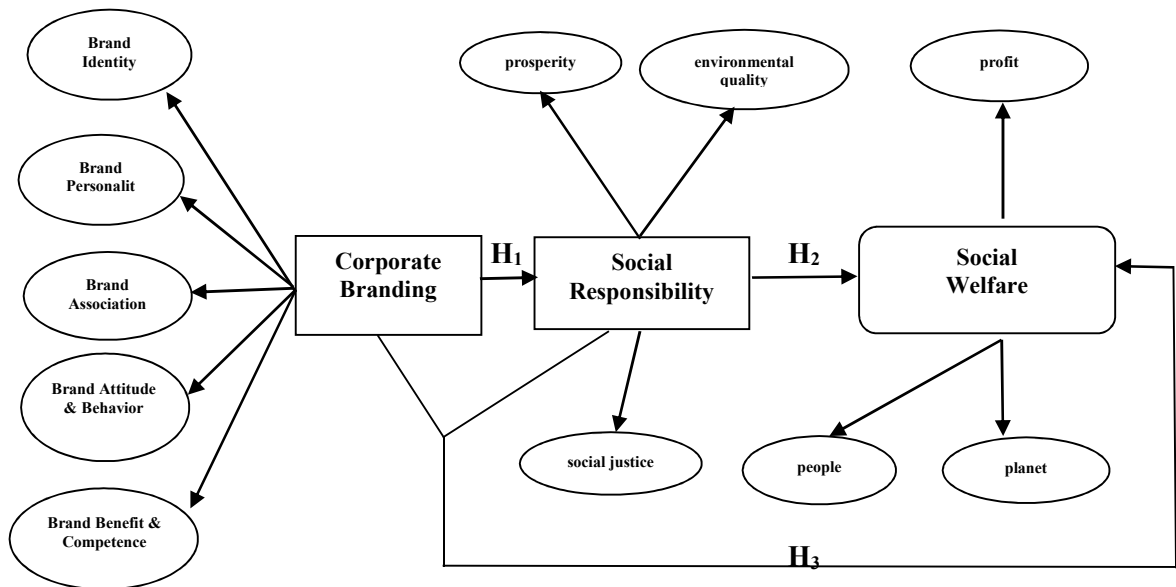 Brand
Identity
prosperity
environmental
quality
profit
Brand
Personalit
Corporate
Branding
H₁
Social
Responsibility
H₂
Social
Welfare
Brand
Association
Brand Attitude
& Behavior
social justice
people
planet
Brand Benefit &
Competence
H₃